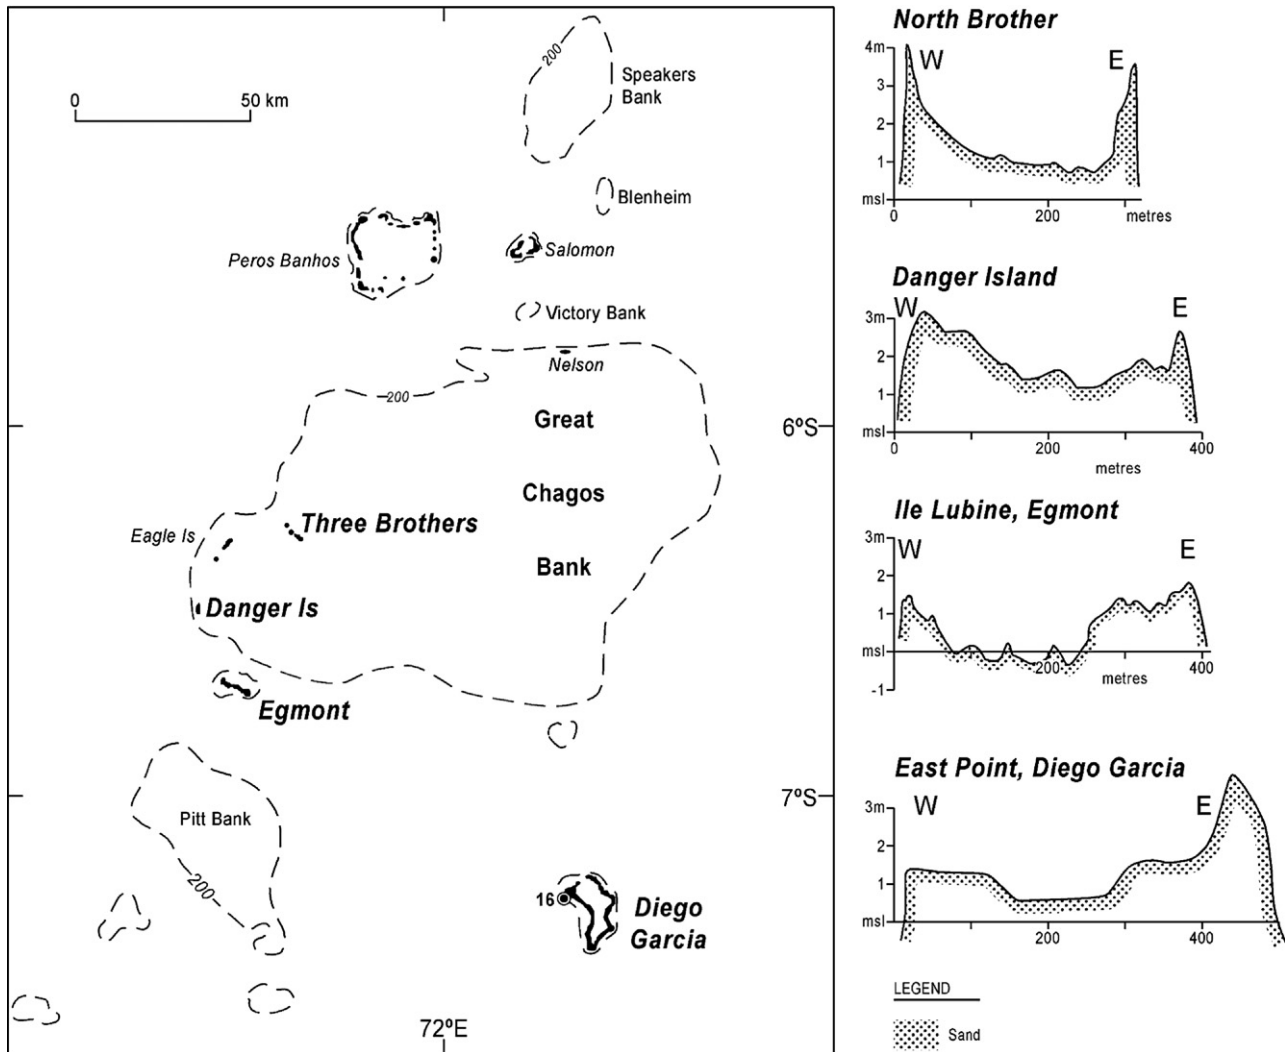 200
Speakers
Bank
0 50 km
Blenheim
Peros Banhos
Salomon
Victory Bank
Nelson
200
Great
6ºS
Chagos
Three Brothers
Eagle Is
Bank
Danger Is
Egmont
7ºS
Pitt Bank
200
16
Diego
Garcia
72ºE
North Brother
4m
W
E
3
2
1
msl
0 200 metres
Danger Island
W
E
3m
2
1
msl
0 200 400
metres
Ile Lubine, Egmont
3m
W
E
2
1
msl
200 400
metres
-1
East Point, Diego Garcia
3m
W
E
2
1
msl
200 400
LEGEND
Sand